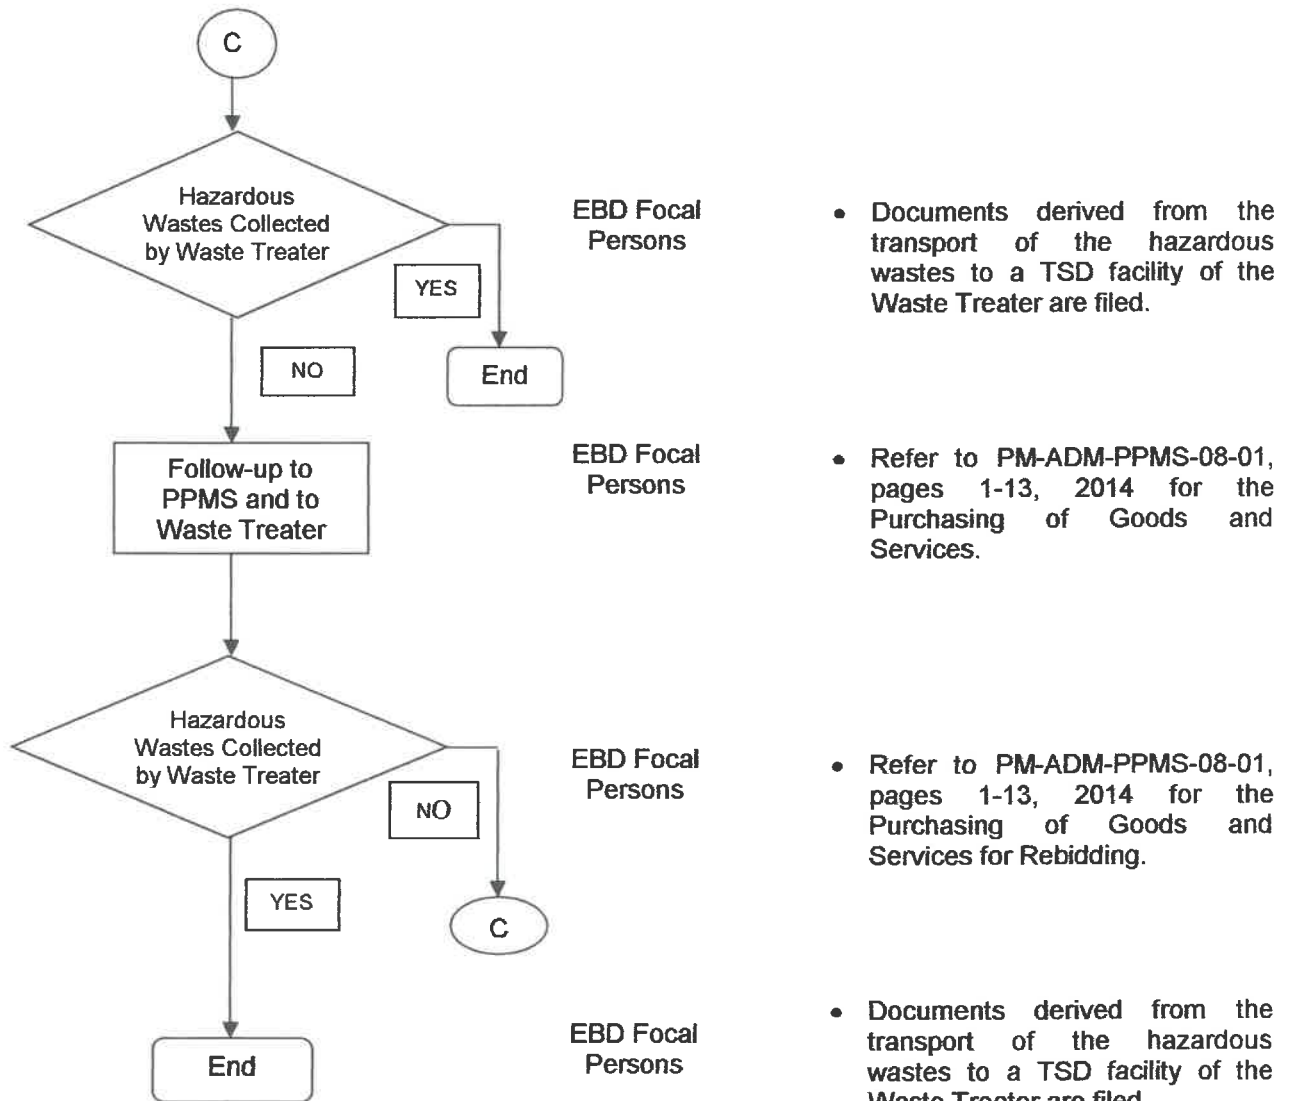 C
Hazardous
Wastes Collected
by Waste Treater
EBD Focal
Persons
• Documents derived from the
transport of the hazardous
wastes to a TSD facility of the
Waste Treater are filed.
YES
NO
End
Follow-up to
PPMS and to
Waste Treater
EBD Focal
Persons
• Refer to PM-ADM-PPMS-08-01,
pages 1-13, 2014 for the
Purchasing of Goods and
Services.
Hazardous
Wastes Collected
by Waste Treater
EBD Focal
Persons
• Refer to PM-ADM-PPMS-08-01,
pages 1-13, 2014 for the
Purchasing of Goods and
Services for Rebidding.
NO
YES
C
End
EBD Focal
Persons
• Documents derived from the
transport of the hazardous
wastes to a TSD facility of the
Waste Treater are filed